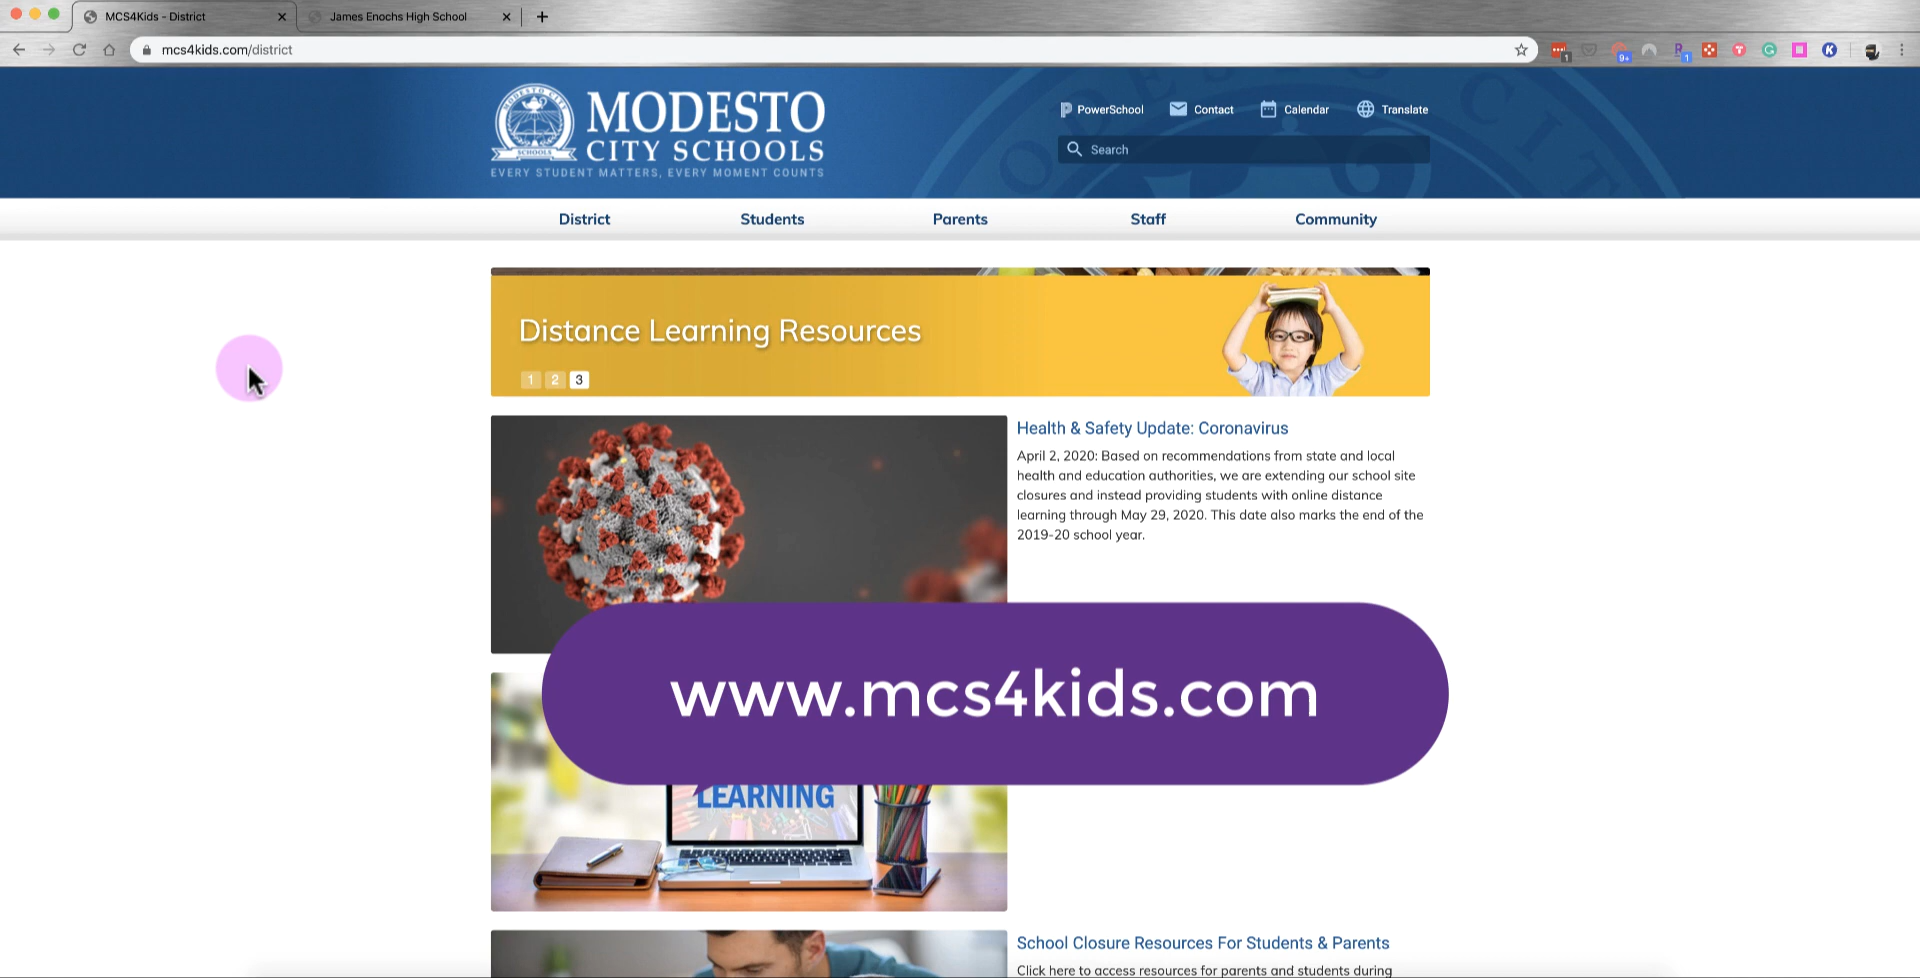 MCS4Kids - District
James Enochs High School
mcs4kids.com/district
MODESTO
CITY SCHOOLS
EVERY STUDENT MATTERS, EVERY MOMENT COUNTS
SCHOOLS
PowerSchool
Contact
Calendar
Translate
Search
District
Students
Parents
Staff
Community
Distance Learning Resources
1 2 3
Health & Safety Update: Coronavirus
April 2, 2020: Based on recommendations from state and local
health and education authorities, we are extending our school site
closures and instead providing students with online distance
learning through May 29, 2020. This date also marks the end of the
2019-20 school year.
www.mcs4kids.com
LEARNING
School Closure Resources For Students & Parents
Click here to access resources for parents and students during